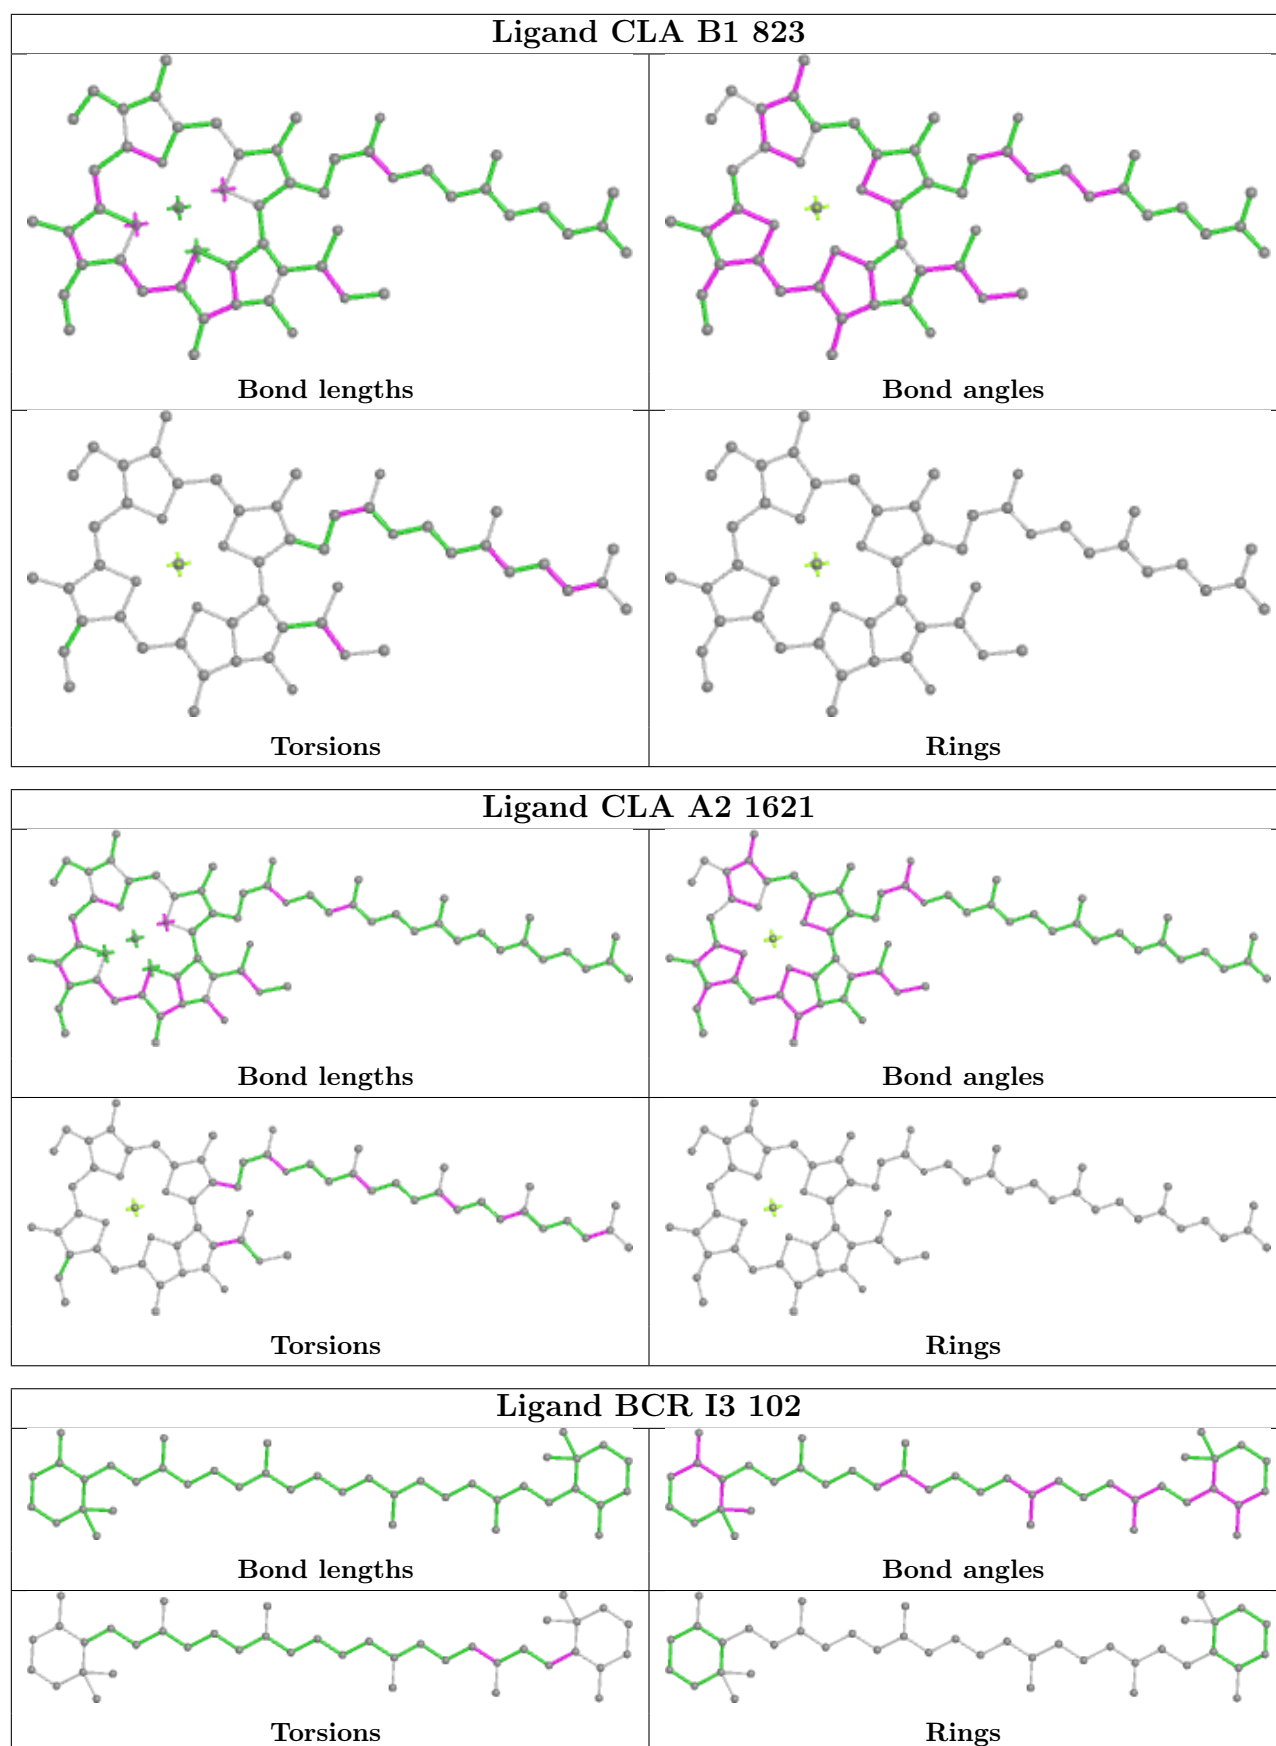 Ligand CLA B1 823
Bond lengths
Bond angles
Torsions
Rings
Ligand CLA A2 1621
Bond lengths
Bond angles
Torsions
Rings
Ligand BCR I3 102
Bond lengths
Bond angles
Torsions
Rings